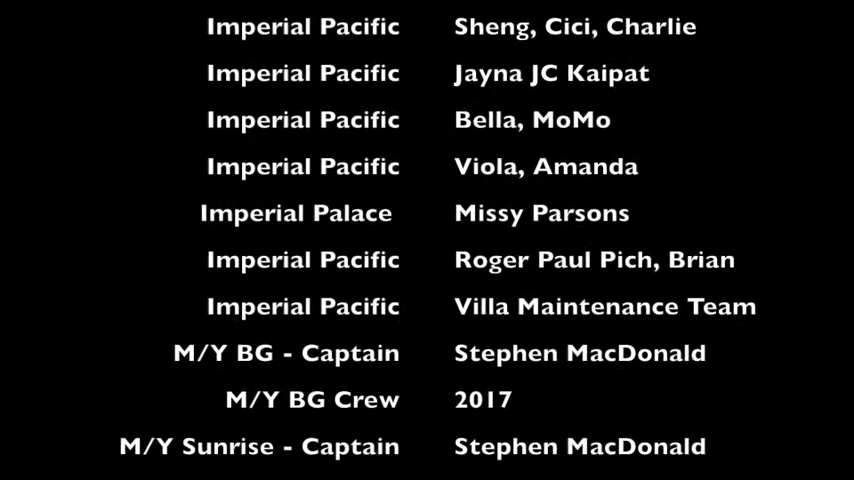 Imperial Pacific Sheng, Cici, Charlie
Imperial Pacific Jayna JC Kaipat
Imperial Pacific Bella, MoMo
Imperial Pacific Viola, Amanda
Imperial Palace Missy Parsons
Imperial Pacific Roger Paul Pich, Brian
Imperial Pacific Villa Maintenance Team
M/Y BG - Captain Stephen MacDonald
M/Y BG Crew 2017
M/Y Sunrise - Captain Stephen MacDonald